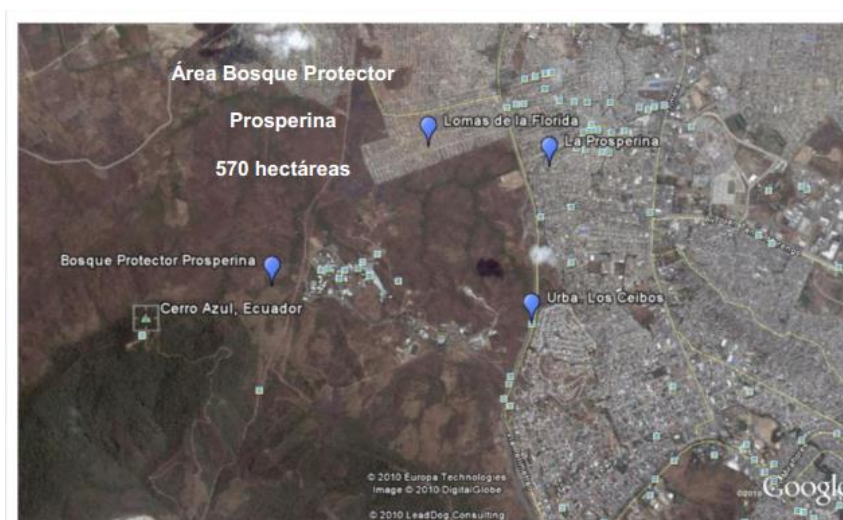 Área Bosque Protector
Prosperina
570 hectáreas
Lomas de la Florida
La Prosperina
Bosque Protector Prosperina
Cerro Azul, Ecuador
Urba. Los Ceibos
© 2010 Europa Technologies
Image © 2010 DigitalGlobe
© 2010 LeadDog Consulting
©2010 Google